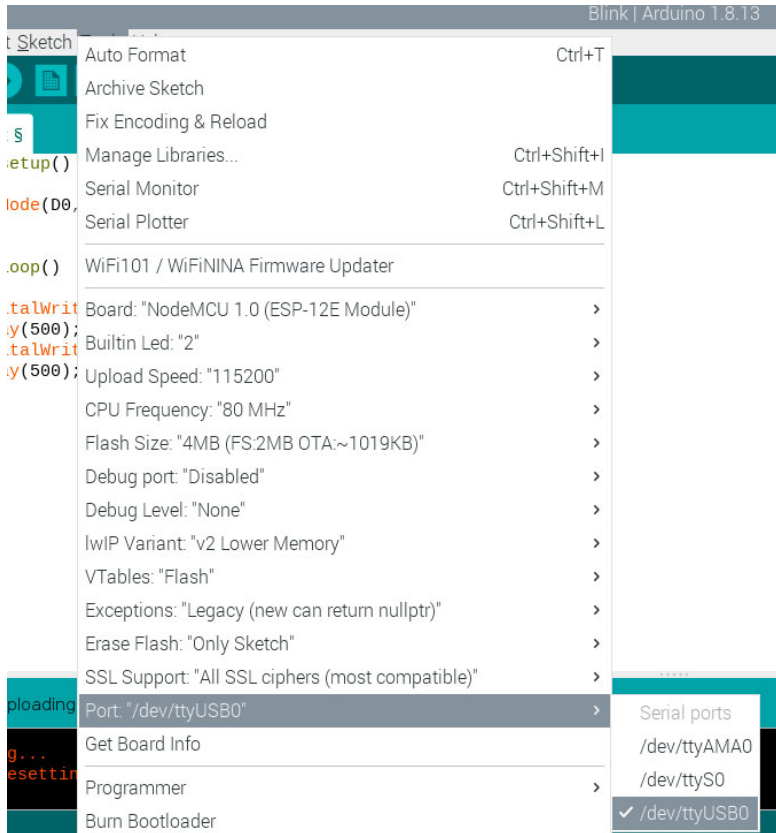 Blink | Arduino 1.8.13
t Sketch
Auto Format Ctrl+T
Archive Sketch
Fix Encoding & Reload
§
Manage Libraries... Ctrl+Shift+I
etup()
Serial Monitor Ctrl+Shift+M
ode(D0,
Serial Plotter Ctrl+Shift+L
WiFi101 / WiFiNINA Firmware Updater
oop()
talWrit
Board: "NodeMCU 1.0 (ESP-12E Module)"
y(500);
Builtin Led: "2"
talWrit
y(500);
Upload Speed: "115200"
CPU Frequency: "80 MHz"
Flash Size: "4MB (FS:2MB OTA:~1019KB)"
Debug port: "Disabled"
Debug Level: "None"
lwIP Variant: "v2 Lower Memory"
VTables: "Flash"
Exceptions: "Legacy (new can return nullptr)"
Erase Flash: "Only Sketch"
SSL Support: "All SSL ciphers (most compatible)"
ploading
Port: "/dev/ttyUSB0"
Serial ports
Get Board Info
/dev/ttyAMA0
g...
esettin
/dev/ttyS0
Programmer
/dev/ttyUSB0
Burn Bootloader